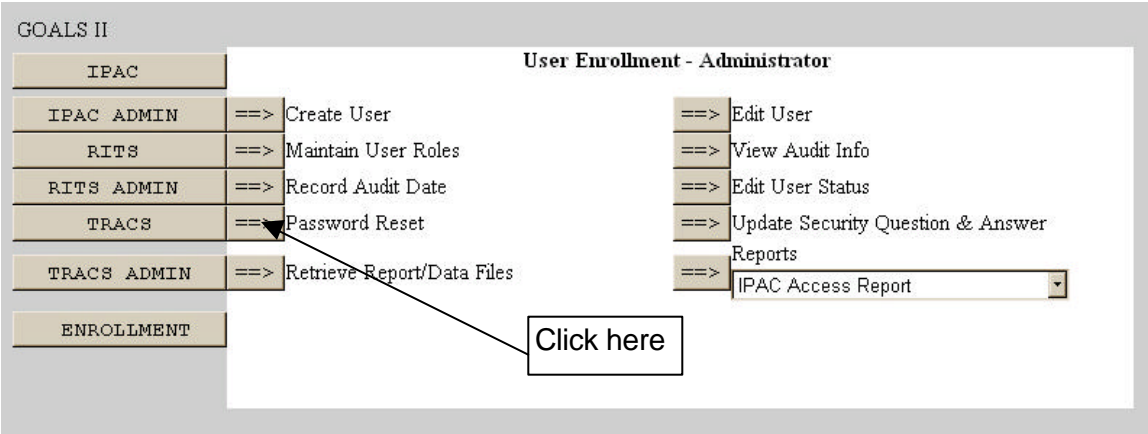 GOALS II
User Enrollment - Administrator
IPAC
IPAC ADMIN ==> Create User ==> Edit User
RITS ==> Maintain User Roles ==> View Audit Info
RITS ADMIN ==> Record Audit Date ==> Edit User Status
TRACS ==> Password Reset ==> Update Security Question & Answer
Reports
TRACS ADMIN ==> Retrieve Report/Data Files ==> IPAC Access Report
ENROLLMENT
Click here